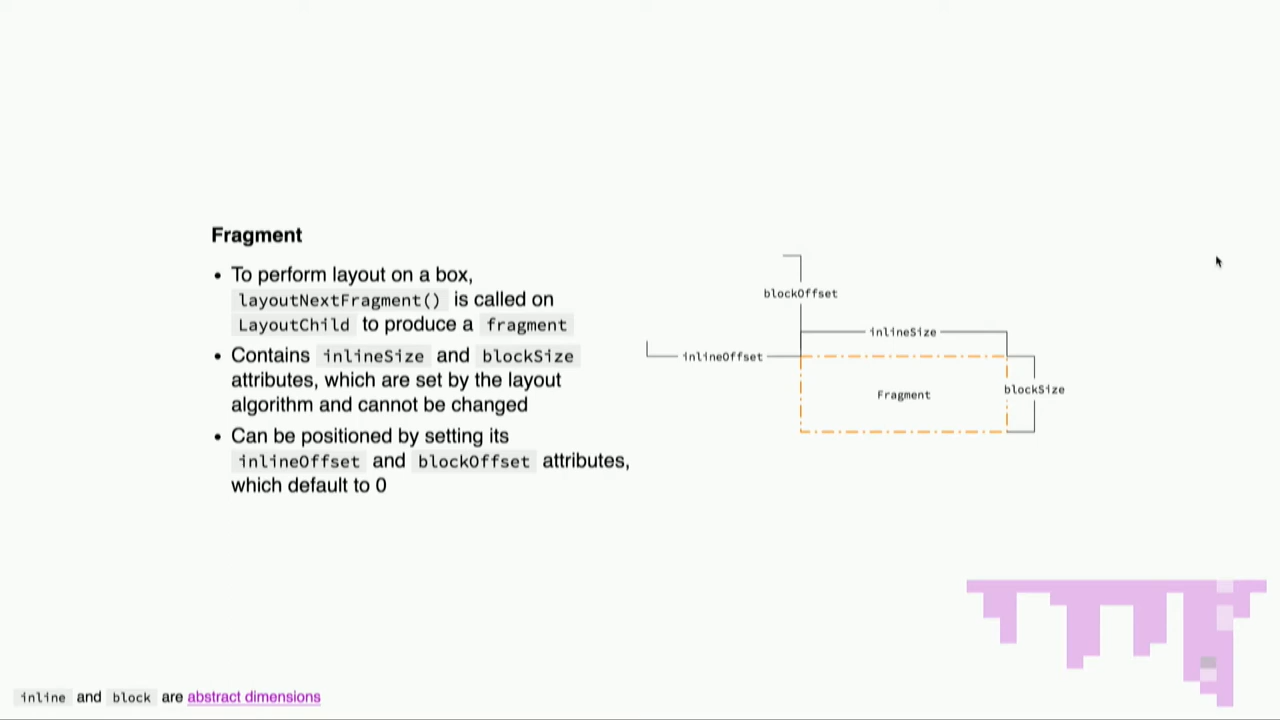 Fragment
• To perform layout on a box,
layoutNextFragment() is called on
LayoutChild to produce a fragment
• Contains inlineSize and blockSize
attributes, which are set by the layout
algorithm and cannot be changed
• Can be positioned by setting its
inlineOffset and blockOffset attributes,
which default to 0
blockOffset
inlineSize
inlineOffset
blockSize
Fragment
inline and block are abstract dimensions